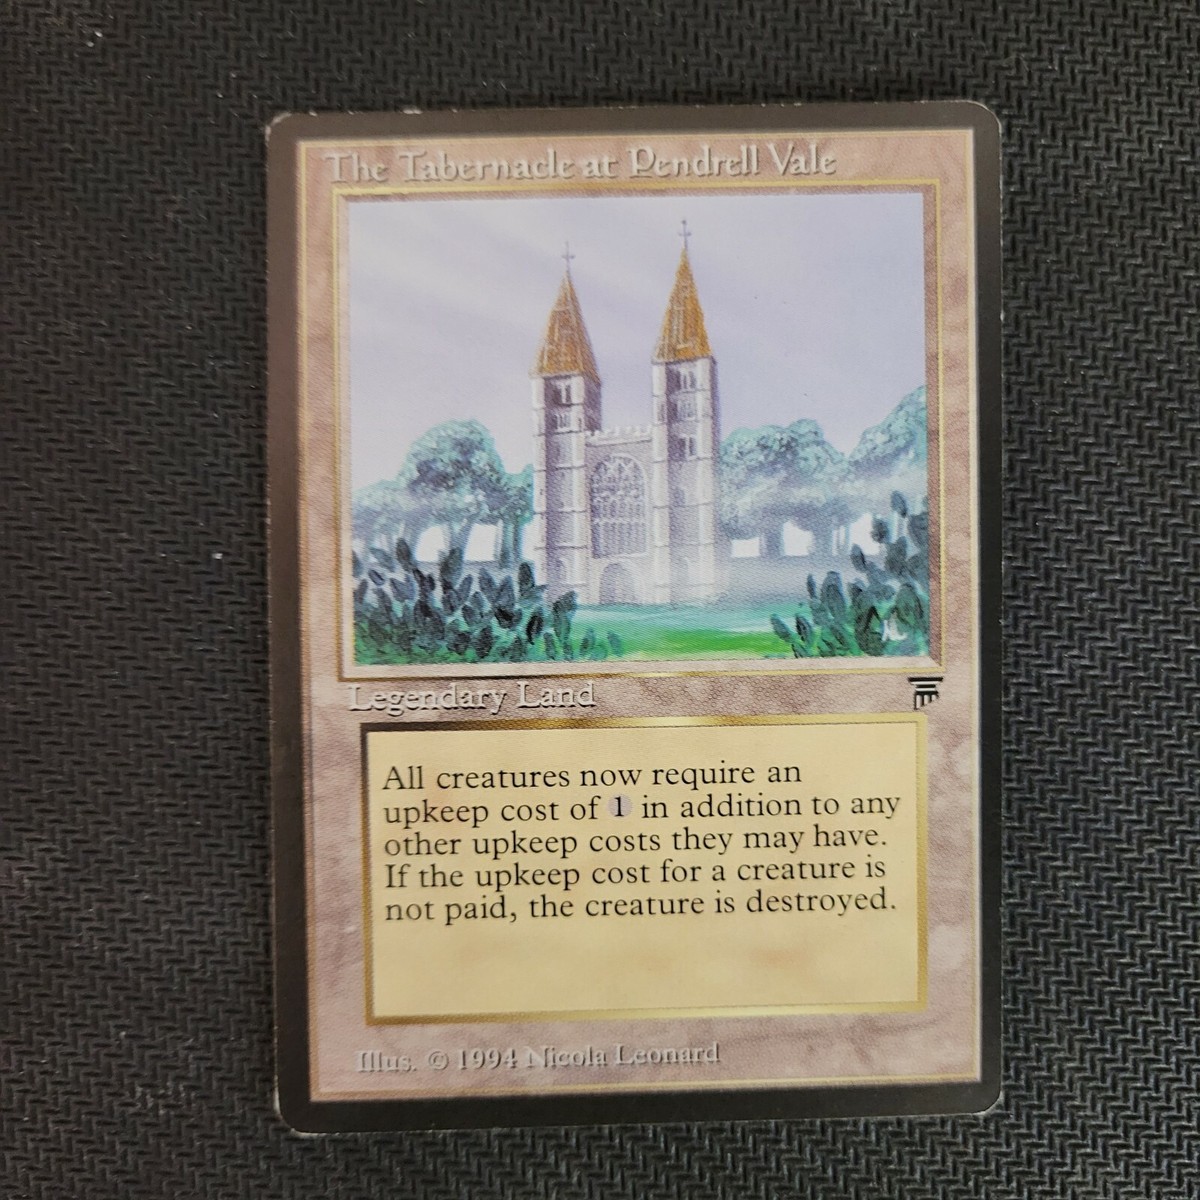 The Tabernacle at Pendrell Vale
Legendary Land
All creatures now require an
upkeep cost of 1 in addition to any
other upkeep costs they may have.
If the upkeep cost for a creature is
not paid, the creature is destroyed.
Illus. © 1994 Nicola Leonard